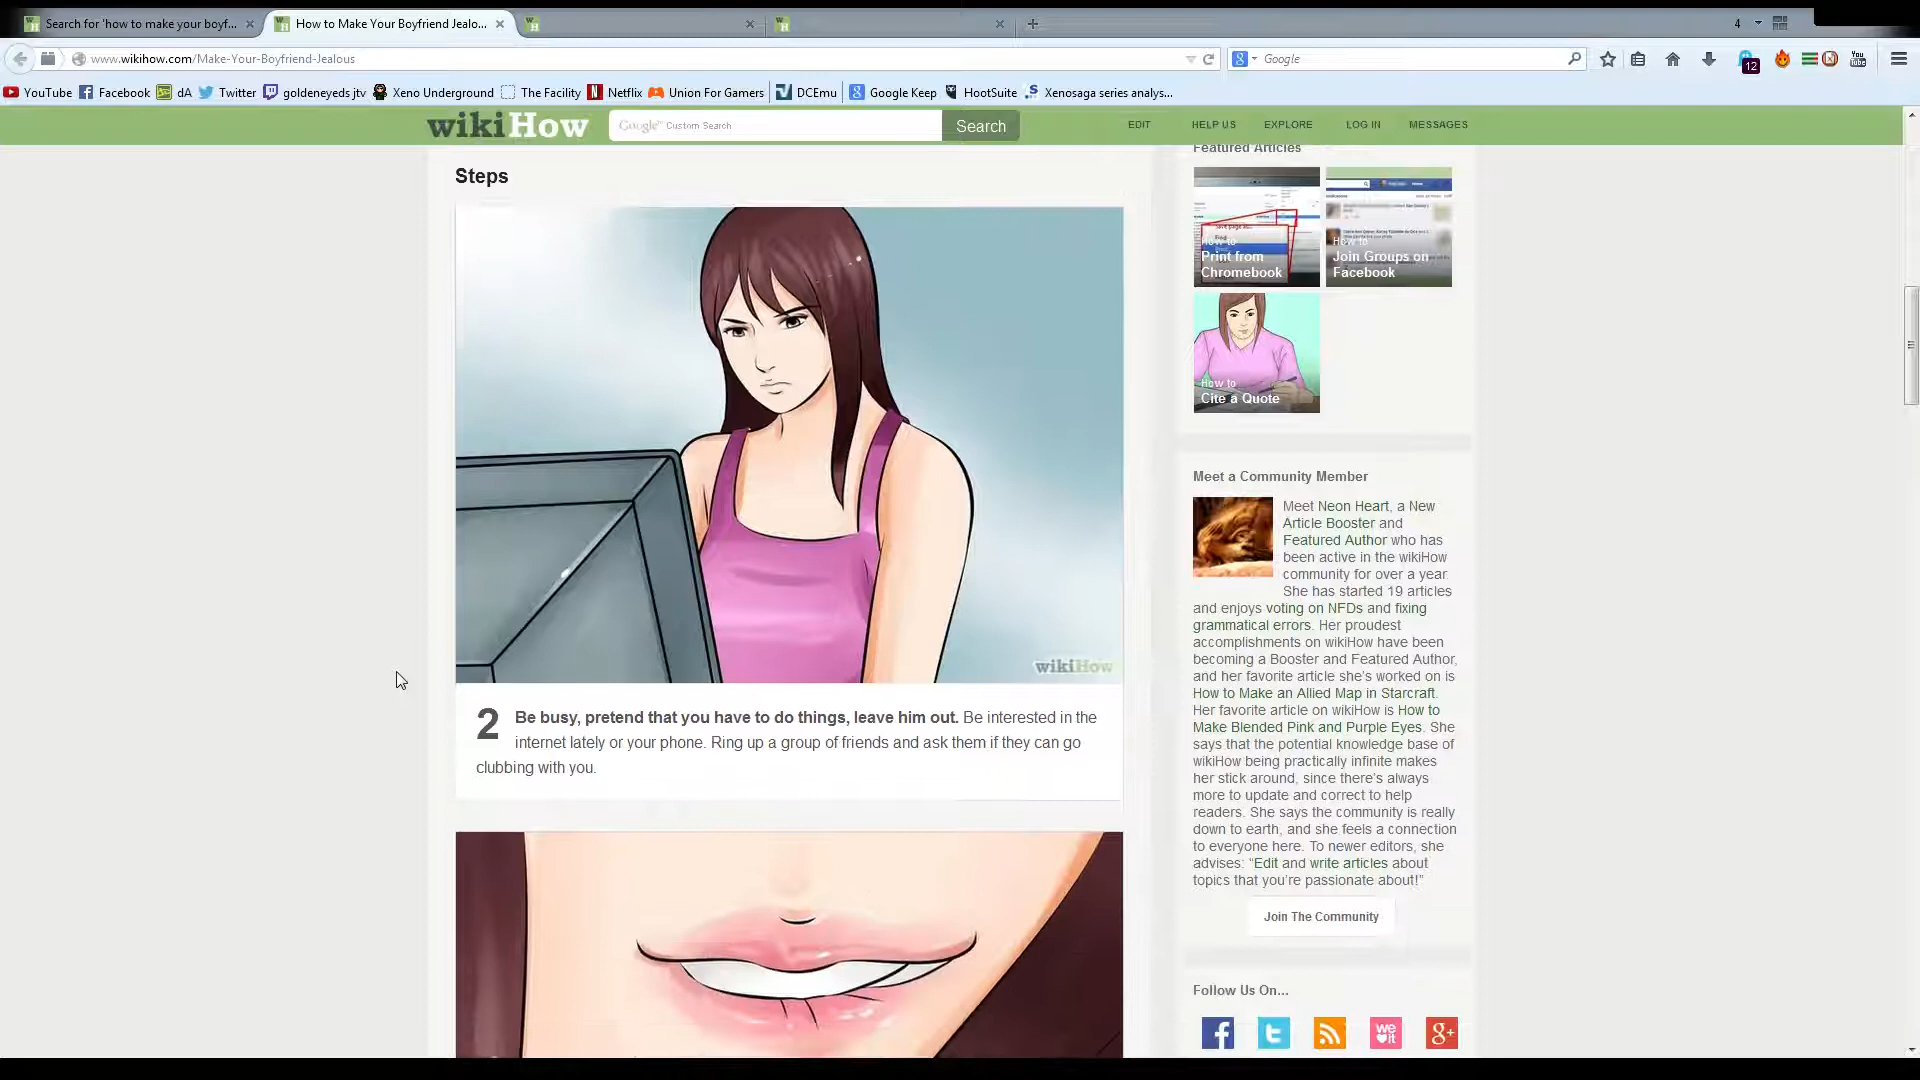 Search for 'how to make your boyf...
How to Make Your Boyfriend Jealo...
4
www.wikihow.com/Make-Your-Boyfriend-Jealous
Google
12
YouTube
Facebook
dA
Twitter
goldeneyeds jtv
Xeno Underground
The Facility
Netflix
Union For Gamers
DCEmu
Google Keep
HootSuite
Xenosaga series analys...
wikiHow
Google™ Custom Search
Search
EDIT
HELP US
EXPLORE
LOG IN
MESSAGES
Steps
wikiHow
2 Be busy, pretend that you have to do things, leave him out. Be interested in the
internet lately or your phone. Ring up a group of friends and ask them if they can go
clubbing with you.
Featured Articles
How to
Print from
Chromebook
How to
Join Groups on
Facebook
How to
Cite a Quote
Meet a Community Member
Meet Neon Heart, a New
Article Booster and
Featured Author who has
been active in the wikiHow
community for over a year.
She has started 19 articles
and enjoys voting on NFDs and fixing
grammatical errors. Her proudest
accomplishments on wikiHow have been
becoming a Booster and Featured Author,
and her favorite article she's worked on is
How to Make an Allied Map in Starcraft.
Her favorite article on wikiHow is How to
Make Blended Pink and Purple Eyes. She
says that the potential knowledge base of
wikiHow being practically infinite makes
her stick around, since there's always
more to update and correct to help
readers. She says the community is really
down to earth, and she feels a connection
to everyone here. To newer editors, she
advises: “Edit and write articles about
topics that you're passionate about!”
Join The Community
Follow Us On...
we
it
g+